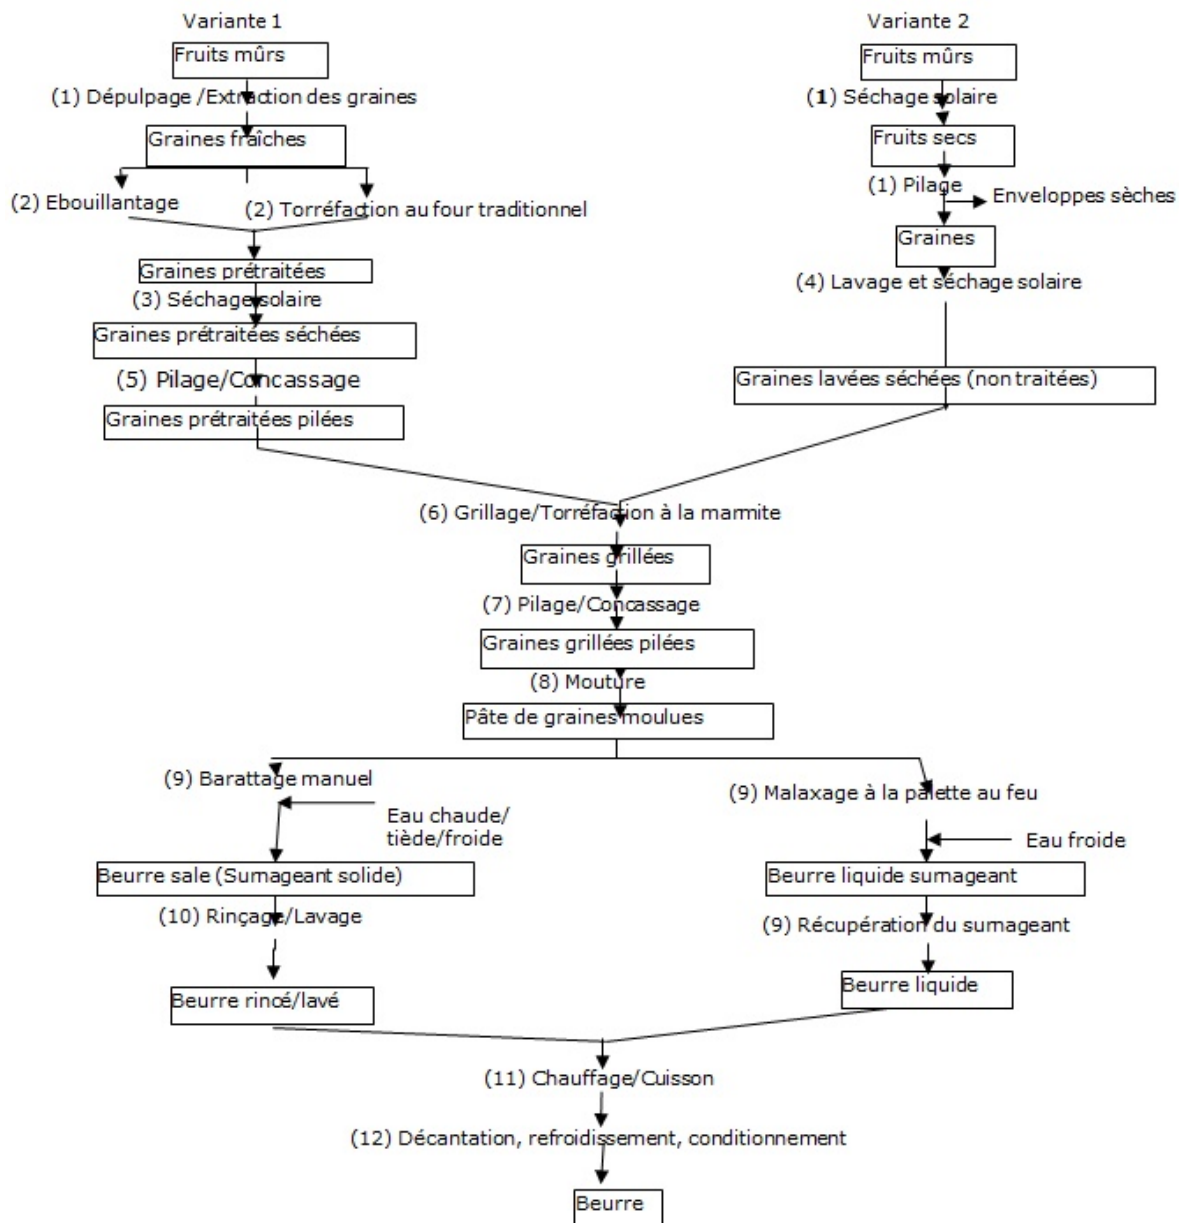 Variante 1
Fruits mûrs
(1) Dépulpage /Extraction des graines
Graines fraîches
(2) Ebouillantage
(2) Torréfaction au four traditionnel
Graines prétraitées
(3) Séchage solaire
Graines prétraitées séchées
(5) Pilage/Concassage
Graines prétraitées pilées
Variante 2
Fruits mûrs
(1) Séchage solaire
Fruits secs
(1) Pilage
Enveloppes sèches
Graines
(4) Lavage et séchage solaire
Graines lavées séchées (non traitées)
(6) Grillage/Torréfaction à la marmite
Graines grillées
(7) Pilage/Concassage
Graines grillées pilées
(8) Mouture
Pâte de graines moulues
(9) Barattage manuel
Eau chaude/
tiède/froide
Beurre sale (Surnageant solide)
(10) Rinçage/Lavage
Beurre rincé/lavé
(9) Malaxage à la palette au feu
Eau froide
Beurre liquide surnageant
(9) Récupération du surnageant
Beurre liquide
(11) Chauffage/Cuisson
(12) Décantation, refroidissement, conditionnement
Beurre